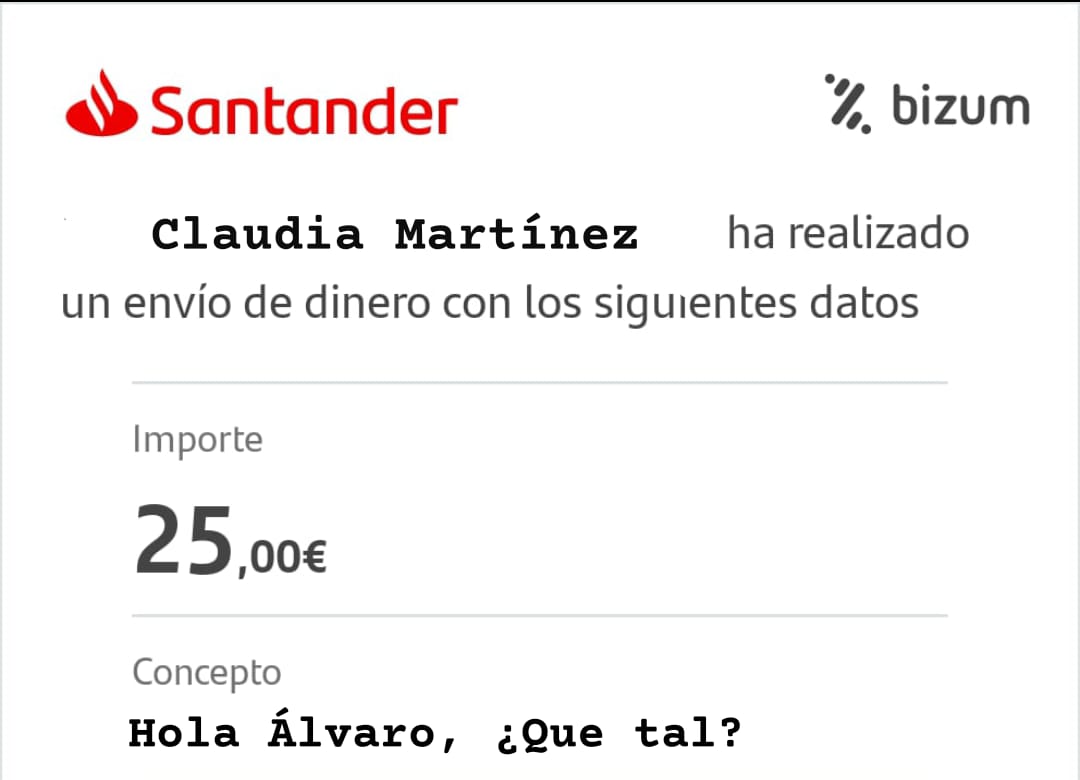 Santander bizum
Claudia Martínez ha realizado
un envío de dinero con los siguientes datos
Importe
25,00€
Concepto
Hola Álvaro, ¿Que tal?